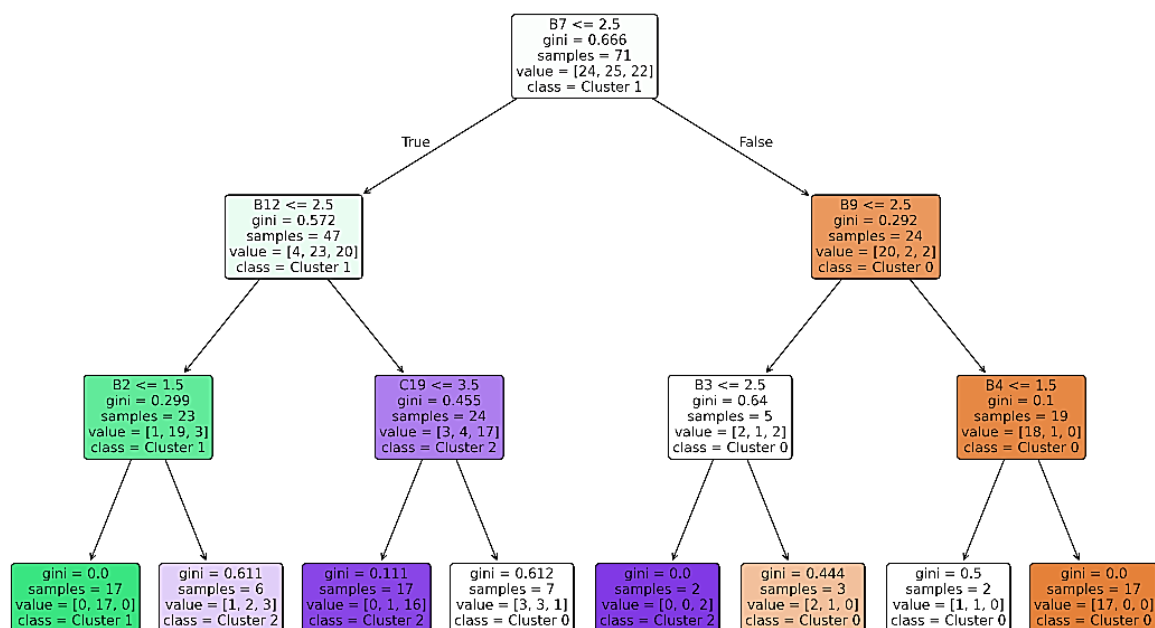 B7 <= 2.5
gini = 0.666
samples = 71
value = [24, 25, 22]
class = Cluster 1
True
False
B12 <= 2.5
gini = 0.572
samples = 47
value = [4, 23, 20]
class = Cluster 1
B9 <= 2.5
gini = 0.292
samples = 24
value = [20, 2, 2]
class = Cluster 0
B2 <= 1.5
gini = 0.299
samples = 23
value = [1, 19, 3]
class = Cluster 1
C19 <= 3.5
gini = 0.455
samples = 24
value = [3, 4, 17]
class = Cluster 2
B3 <= 2.5
gini = 0.64
samples = 5
value = [2, 1, 2]
class = Cluster 0
B4 <= 1.5
gini = 0.1
samples = 19
value = [18, 1, 0]
class = Cluster 0
gini = 0.0
samples = 17
value = [0, 17, 0]
class = Cluster 1
gini = 0.611
samples = 6
value = [1, 2, 3]
class = Cluster 2
gini = 0.111
samples = 17
value = [0, 1, 16]
class = Cluster 2
gini = 0.612
samples = 7
value = [3, 3, 1]
class = Cluster 0
gini = 0.0
samples = 2
value = [0, 0, 2]
class = Cluster 2
gini = 0.444
samples = 3
value = [2, 1, 0]
class = Cluster 0
gini = 0.5
samples = 2
value = [1, 1, 0]
class = Cluster 0
gini = 0.0
samples = 17
value = [17, 0, 0]
class = Cluster 0